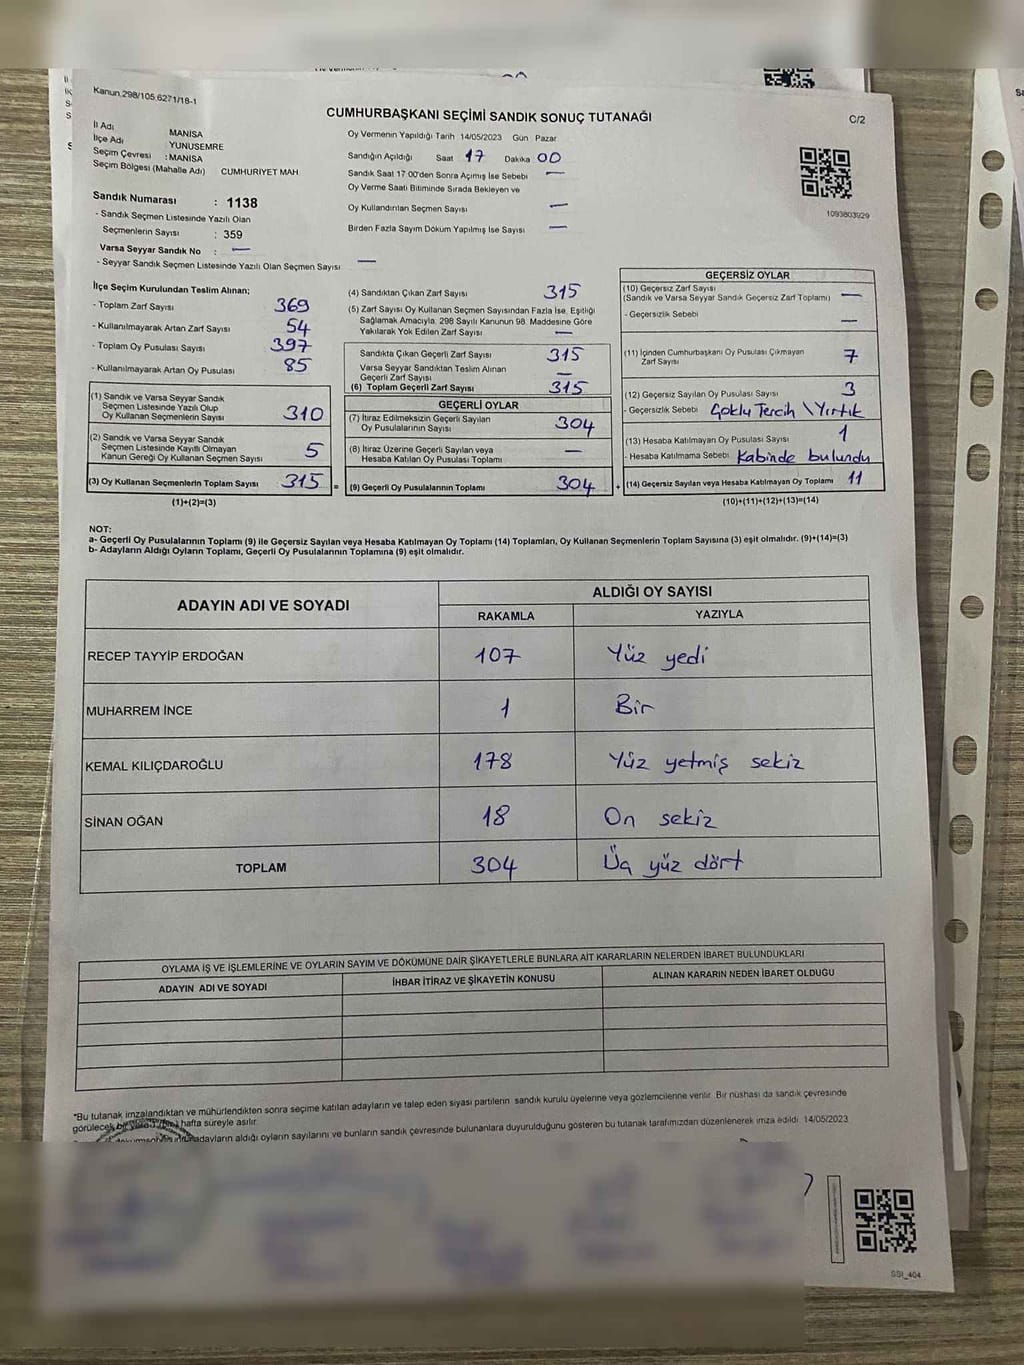 Kanun.298/105,6271/18-1
CUMHURBAŞKANI SEÇİMİ SANDIK SONUÇ TUTANAĞI
C/2
İl Adı MANİSA
İlçe Adı YUNUSEMRE
Seçim Çevresi : MANİSA
Seçim Bölgesi (Mahalle Adı) CUMHURİYET MAH
Sandık Numarası : 1138
- Sandık Seçmen Listesinde Yazılı Olan
Seçmenlerin Sayısı : 359
Varsa Seyyar Sandık No : —
- Seyyar Sandık Seçmen Listesinde Yazılı Olan Seçmen Sayısı —
Oy Vermenin Yapıldığı Tarih 14/05/2023 Gün Pazar
Sandığın Açıldığı Saat 17 Dakika 00
Sandık Saat 17:00'den Sonra Açımış İse Sebebi —
Oy Verme Saati Bitiminde Sırada Bekleyen ve
Oy Kullandırılan Seçmen Sayısı —
Birden Fazla Sayım Döküm Yapılmış İse Sayısı —
1093803929
İlçe Seçim Kurulundan Teslim Alınan;
- Toplam Zarf Sayısı 369
- Kullanılmayarak Artan Zarf Sayısı 54
- Toplam Oy Pusulası Sayısı 397
- Kullanılmayarak Artan Oy Pusulası 85
(1) Sandık ve Varsa Seyyar Sandık
Seçmen Listesinde Yazılı Olup
Oy Kullanan Seçmenlerin Sayısı 310
(2) Sandık ve Varsa Seyyar Sandık
Seçmen Listesinde Kayıtlı Olmayan
Kanun Gereği Oy Kullanan Seçmen Sayısı 5
(3) Oy Kullanan Seçmenlerin Toplam Sayısı 315 =
(1)+(2)=(3)
(4) Sandıktan Çıkan Zarf Sayısı 315
(5) Zarf Sayısı Oy Kullanan Seçmen Sayısından Fazla İse, Eşitliği
Sağlamak Amacıyla, 298 Sayılı Kanunun 98. Maddesine Göre
Yakılarak Yok Edilen Zarf Sayısı —
Sandıkta Çıkan Geçerli Zarf Sayısı 315
Varsa Seyyar Sandıktan Teslim Alınan
Geçerli Zarf Sayısı —
(6) Toplam Geçerli Zarf Sayısı 315
GEÇERLİ OYLAR
(7) İtiraz Edilmeksizin Geçerli Sayılan
Oy Pusulalarının Sayısı 304
(8) İtiraz Üzerine Geçerli Sayılan veya
Hesaba Katılan Oy Pusulası Toplamı —
(9) Geçerli Oy Pusulalarının Toplamı 304 +
GEÇERSİZ OYLAR
(10) Geçersiz Zarf Sayısı
(Sandık ve Varsa Seyyar Sandık Geçersiz Zarf Toplamı) —
- Geçersizlik Sebebi —
(11) İçinden Cumhurbaşkanı Oy Pusulası Çıkmayan
Zarf Sayısı 7
(12) Geçersiz Sayılan Oy Pusulası Sayısı 3
- Geçersizlik Sebebi Çoklu Tercih \ Yırtık
(13) Hesaba Katılmayan Oy Pusulası Sayısı 1
- Hesaba Katılmama Sebebi Kabinde bulundu
(14) Geçersiz Sayılan veya Hesaba Katılmayan Oy Toplamı 11
(10)+(11)+(12)+(13)=(14)
NOT:
a- Geçerli Oy Pusulalarının Toplamı (9) ile Geçersiz Sayılan veya Hesaba Katılmayan Oy Toplamı (14) Toplamları, Oy Kullanan Seçmenlerin Toplam Sayısına (3) eşit olmalıdır. (9)+(14)=(3)
b- Adayların Aldığı Oyların Toplamı, Geçerli Oy Pusulalarının Toplamına (9) eşit olmalıdır.
ADAYIN ADI VE SOYADI
ALDIĞI OY SAYISI
RAKAMLA YAZIYLA
RECEP TAYYİP ERDOĞAN 107 Yüz yedi
MUHARREM İNCE 1 Bir
KEMAL KILIÇDAROĞLU 178 Yüz yetmiş sekiz
SİNAN OĞAN 18 On sekiz
TOPLAM 304 Üç yüz dört
OYLAMA İŞ VE İŞLEMLERİNE VE OYLARIN SAYIM VE DÖKÜMÜNE DAİR ŞİKAYETLERLE BUNLARA AİT KARARLARIN NELERDEN İBARET BULUNDUKLARI
ADAYIN ADI VE SOYADI İHBAR İTİRAZ VE ŞİKAYETİN KONUSU ALINAN KARARIN NEDEN İBARET OLDUĞU
*Bu tutanak imzalandıktan ve mühürlendikten sonra seçime katılan adayların ve talep eden siyasi partilerin sandık kurulu üyelerine veya gözlemcilerine verilir. Bir nüshası da sandık çevresinde
görülecek bir yere bir hafta süreyle asılır.
adayların aldığı oyların sayılarını ve bunların sandık çevresinde bulunanlara duyurulduğunu gösteren bu tutanak tarafımızdan düzenlenerek imza edildi. 14/05/2023
SSI_404